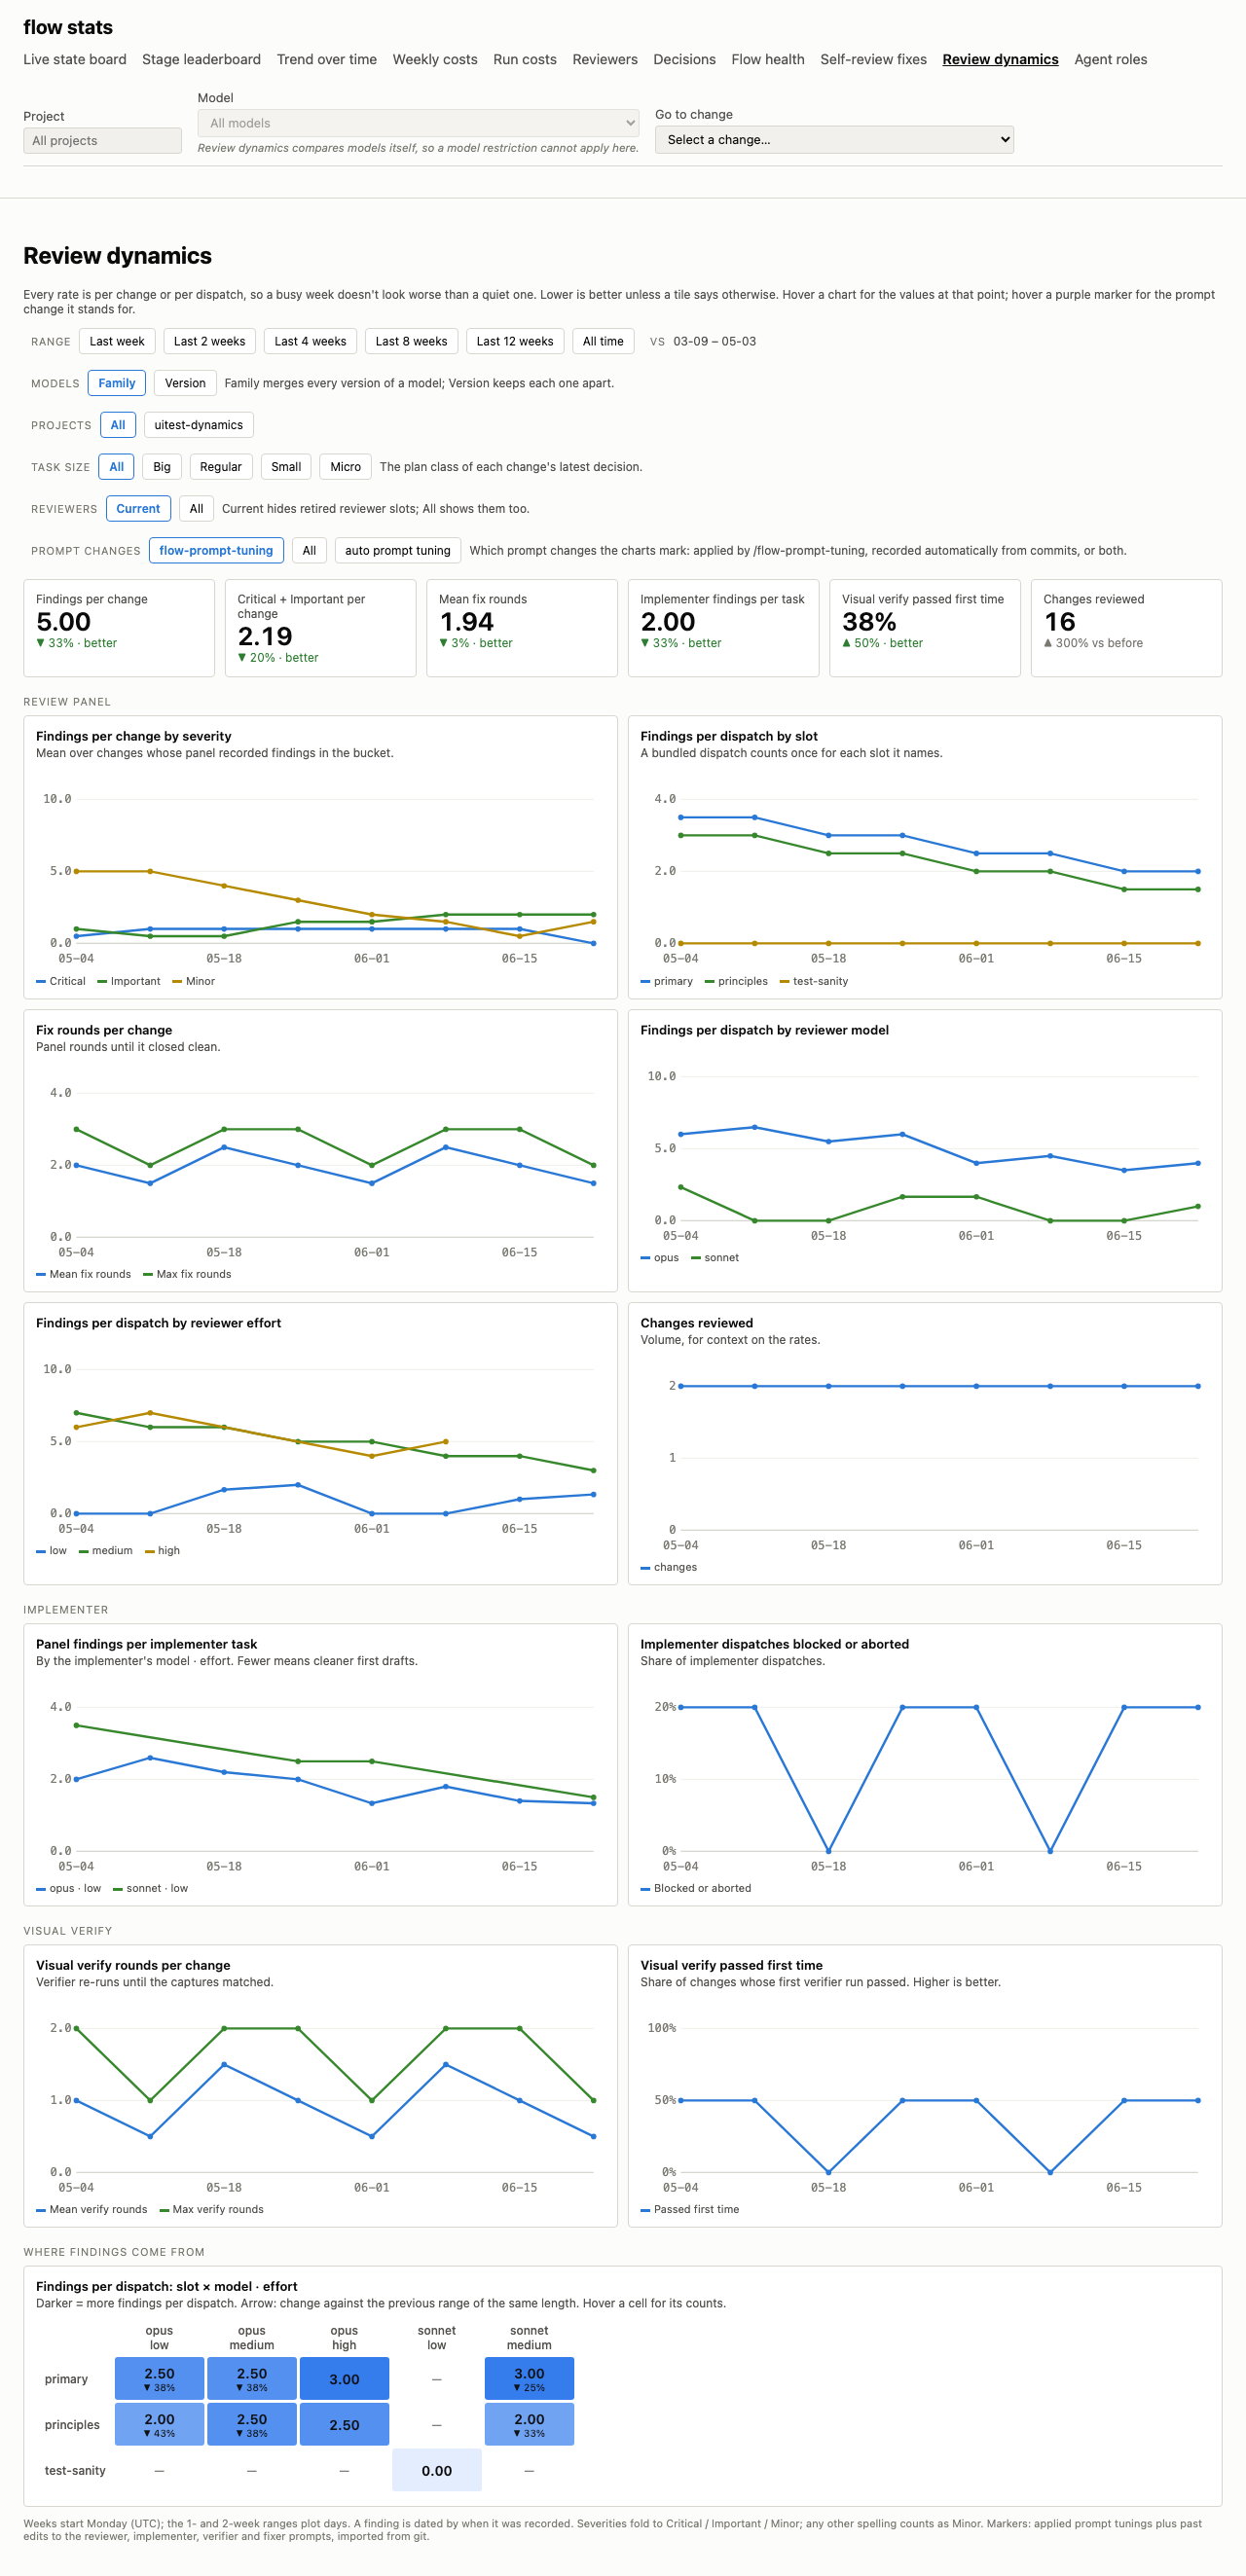 flow stats
Live state board Stage leaderboard Trend over time Weekly costs Run costs Reviewers Decisions Flow health Self-review fixes Review dynamics Agent roles
Project
All projects
Model
All models
Review dynamics compares models itself, so a model restriction cannot apply here.
Go to change
Select a change...
Review dynamics
Every rate is per change or per dispatch, so a busy week doesn't look worse than a quiet one. Lower is better unless a tile says otherwise. Hover a chart for the values at that point; hover a purple marker for the prompt
change it stands for.
RANGE Last week Last 2 weeks Last 4 weeks Last 8 weeks Last 12 weeks All time VS 03-09 – 05-03
MODELS Family Version Family merges every version of a model; Version keeps each one apart.
PROJECTS All uitest-dynamics
TASK SIZE All Big Regular Small Micro The plan class of each change's latest decision.
REVIEWERS Current All Current hides retired reviewer slots; All shows them too.
PROMPT CHANGES flow-prompt-tuning All auto prompt tuning Which prompt changes the charts mark: applied by /flow-prompt-tuning, recorded automatically from commits, or both.
Findings per change
5.00
▼ 33% · better
Critical + Important per
change
2.19
▼ 20% · better
Mean fix rounds
1.94
▼ 3% · better
Implementer findings per task
2.00
▼ 33% · better
Visual verify passed first time
38%
▲ 50% · better
Changes reviewed
16
▲ 300% vs before
REVIEW PANEL
Findings per change by severity
Mean over changes whose panel recorded findings in the bucket.
10.0
5.0
0.0
05-04 05-18 06-01 06-15
Critical Important Minor
Findings per dispatch by slot
A bundled dispatch counts once for each slot it names.
4.0
2.0
0.0
05-04 05-18 06-01 06-15
primary principles test-sanity
Fix rounds per change
Panel rounds until it closed clean.
4.0
2.0
0.0
05-04 05-18 06-01 06-15
Mean fix rounds Max fix rounds
Findings per dispatch by reviewer model
10.0
5.0
0.0
05-04 05-18 06-01 06-15
opus sonnet
Findings per dispatch by reviewer effort
10.0
5.0
0.0
05-04 05-18 06-01 06-15
low medium high
Changes reviewed
Volume, for context on the rates.
2
1
0
05-04 05-18 06-01 06-15
changes
IMPLEMENTER
Panel findings per implementer task
By the implementer's model · effort. Fewer means cleaner first drafts.
4.0
2.0
0.0
05-04 05-18 06-01 06-15
opus · low sonnet · low
Implementer dispatches blocked or aborted
Share of implementer dispatches.
20%
10%
0%
05-04 05-18 06-01 06-15
Blocked or aborted
VISUAL VERIFY
Visual verify rounds per change
Verifier re-runs until the captures matched.
2.0
1.0
0.0
05-04 05-18 06-01 06-15
Mean verify rounds Max verify rounds
Visual verify passed first time
Share of changes whose first verifier run passed. Higher is better.
100%
50%
0%
05-04 05-18 06-01 06-15
Passed first time
WHERE FINDINGS COME FROM
Findings per dispatch: slot × model · effort
Darker = more findings per dispatch. Arrow: change against the previous range of the same length. Hover a cell for its counts.
opus opus opus sonnet sonnet
low medium high low medium
primary 2.50 2.50 3.00 — 3.00
▼ 38% ▼ 38% ▼ 25%
principles 2.00 2.50 2.50 — 2.00
▼ 43% ▼ 38% ▼ 33%
test-sanity — — — 0.00 —
Weeks start Monday (UTC); the 1- and 2-week ranges plot days. A finding is dated by when it was recorded. Severities fold to Critical / Important / Minor; any other spelling counts as Minor. Markers: applied prompt tunings plus past
edits to the reviewer, implementer, verifier and fixer prompts, imported from git.